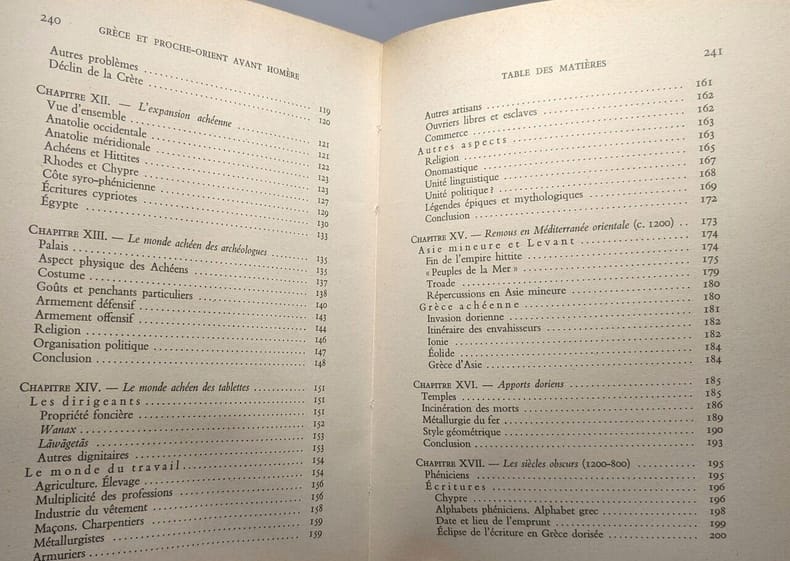 240
GRÈCE ET PROCHE-ORIENT AVANT HOMÈRE
Autres problèmes ........ 119
Déclin de la Crète ........ 120
CHAPITRE XII. — L'expansion achéenne ........ 121
Vue d'ensemble ........ 121
Anatolie occidentale ........ 122
Anatolie méridionale ........ 123
Achéens et Hittites ........ 123
Rhodes et Chypre ........ 127
Côte syro-phénicienne ........ 129
Écritures cypriotes ........ 130
Égypte ........ 133
CHAPITRE XIII. — Le monde achéen des archéologues ........ 135
Palais ........ 135
Aspect physique des Achéens ........ 137
Costume ........ 138
Goûts et penchants particuliers ........ 140
Armement défensif ........ 143
Armement offensif ........ 144
Religion ........ 146
Organisation politique ........ 147
Conclusion ........ 148
CHAPITRE XIV. — Le monde achéen des tablettes ........ 151
Les dirigeants ........ 151
Propriété foncière ........ 151
Wanax ........ 152
Lāwāgetās ........ 153
Autres dignitaires ........ 153
Le monde du travail ........ 154
Agriculture. Élevage ........ 154
Multiplicité des professions ........ 156
Industrie du vêtement ........ 156
Maçons. Charpentiers ........ 158
Métallurgistes ........ 159
Armuriers ........ 159
TABLE DES MATIÈRES
241
Autres artisans ........ 161
Ouvriers libres et esclaves ........ 162
Commerce ........ 162
Autres aspects ........ 163
Religion ........ 163
Onomastique ........ 165
Unité linguistique ........ 167
Unité politique ? ........ 168
Légendes épiques et mythologiques ........ 169
Conclusion ........ 172
CHAPITRE XV. — Remous en Méditerranée orientale (c. 1200) .. 173
Asie mineure et Levant ........ 174
Fin de l'empire hittite ........ 174
« Peuples de la Mer » ........ 175
Troade ........ 179
Répercussions en Asie mineure ........ 180
Grèce achéenne ........ 180
Invasion dorienne ........ 181
Itinéraire des envahisseurs ........ 182
Ionie ........ 182
Éolide ........ 184
Grèce d'Asie ........ 184
CHAPITRE XVI. — Apports doriens ........ 185
Temples ........ 185
Incinération des morts ........ 186
Métallurgie du fer ........ 189
Style géométrique ........ 190
Conclusion ........ 193
CHAPITRE XVII. — Les siècles obscurs (1200-800) ........ 195
Phéniciens ........ 195
Écritures ........ 196
Chypre ........ 196
Alphabets phéniciens. Alphabet grec ........ 198
Date et lieu de l'emprunt ........ 199
Éclipse de l'écriture en Grèce dorisée ........ 200